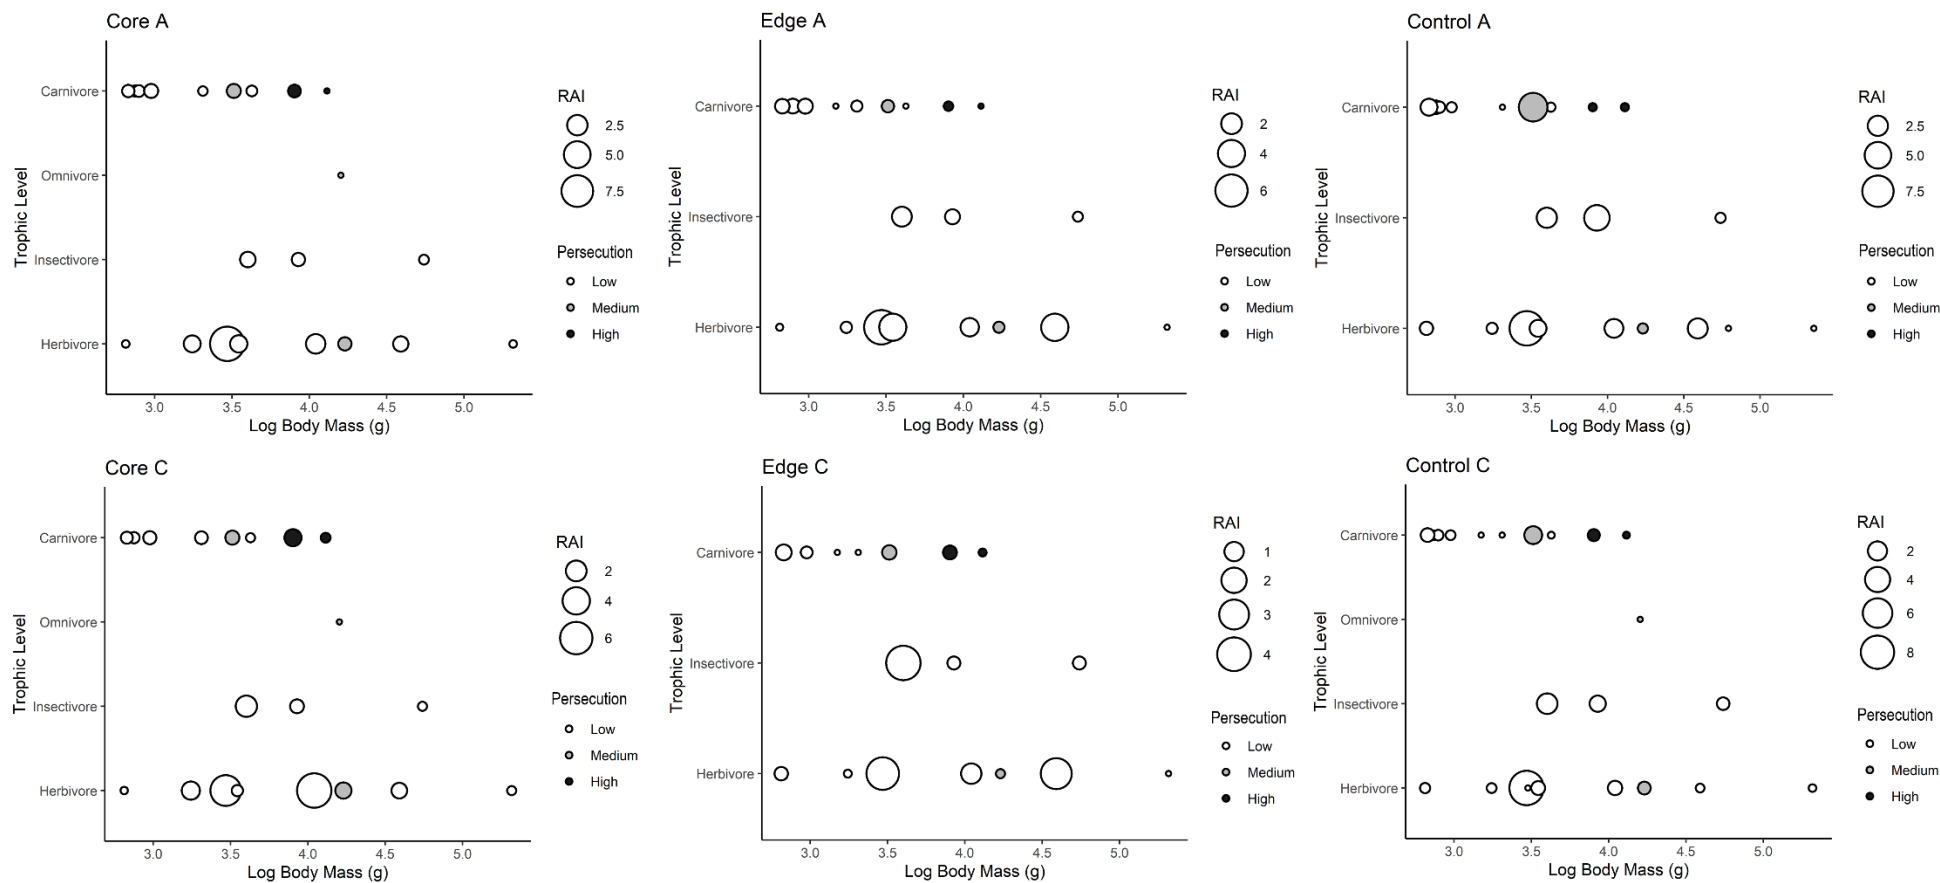 Core A
Trophic Level
Carnivore
Omnivore
Insectivore
Herbivore
3.0 3.5 4.0 4.5 5.0
Log Body Mass (g)
RAI
2.5
5.0
7.5
Persecution
Low
Medium
High
Edge A
Trophic Level
Carnivore
Insectivore
Herbivore
3.0 3.5 4.0 4.5 5.0
Log Body Mass (g)
RAI
2
4
6
Persecution
Low
Medium
High
Control A
Trophic Level
Carnivore
Insectivore
Herbivore
3.0 3.5 4.0 4.5 5.0
Log Body Mass (g)
RAI
2.5
5.0
7.5
Persecution
Low
Medium
High
Core C
Trophic Level
Carnivore
Omnivore
Insectivore
Herbivore
3.0 3.5 4.0 4.5 5.0
Log Body Mass (g)
RAI
2
4
6
Persecution
Low
Medium
High
Edge C
Trophic Level
Carnivore
Insectivore
Herbivore
3.0 3.5 4.0 4.5 5.0
Log Body Mass (g)
RAI
1
2
3
4
Persecution
Low
Medium
High
Control C
Trophic Level
Carnivore
Omnivore
Insectivore
Herbivore
3.0 3.5 4.0 4.5 5.0
Log Body Mass (g)
RAI
2
4
6
8
Persecution
Low
Medium
High